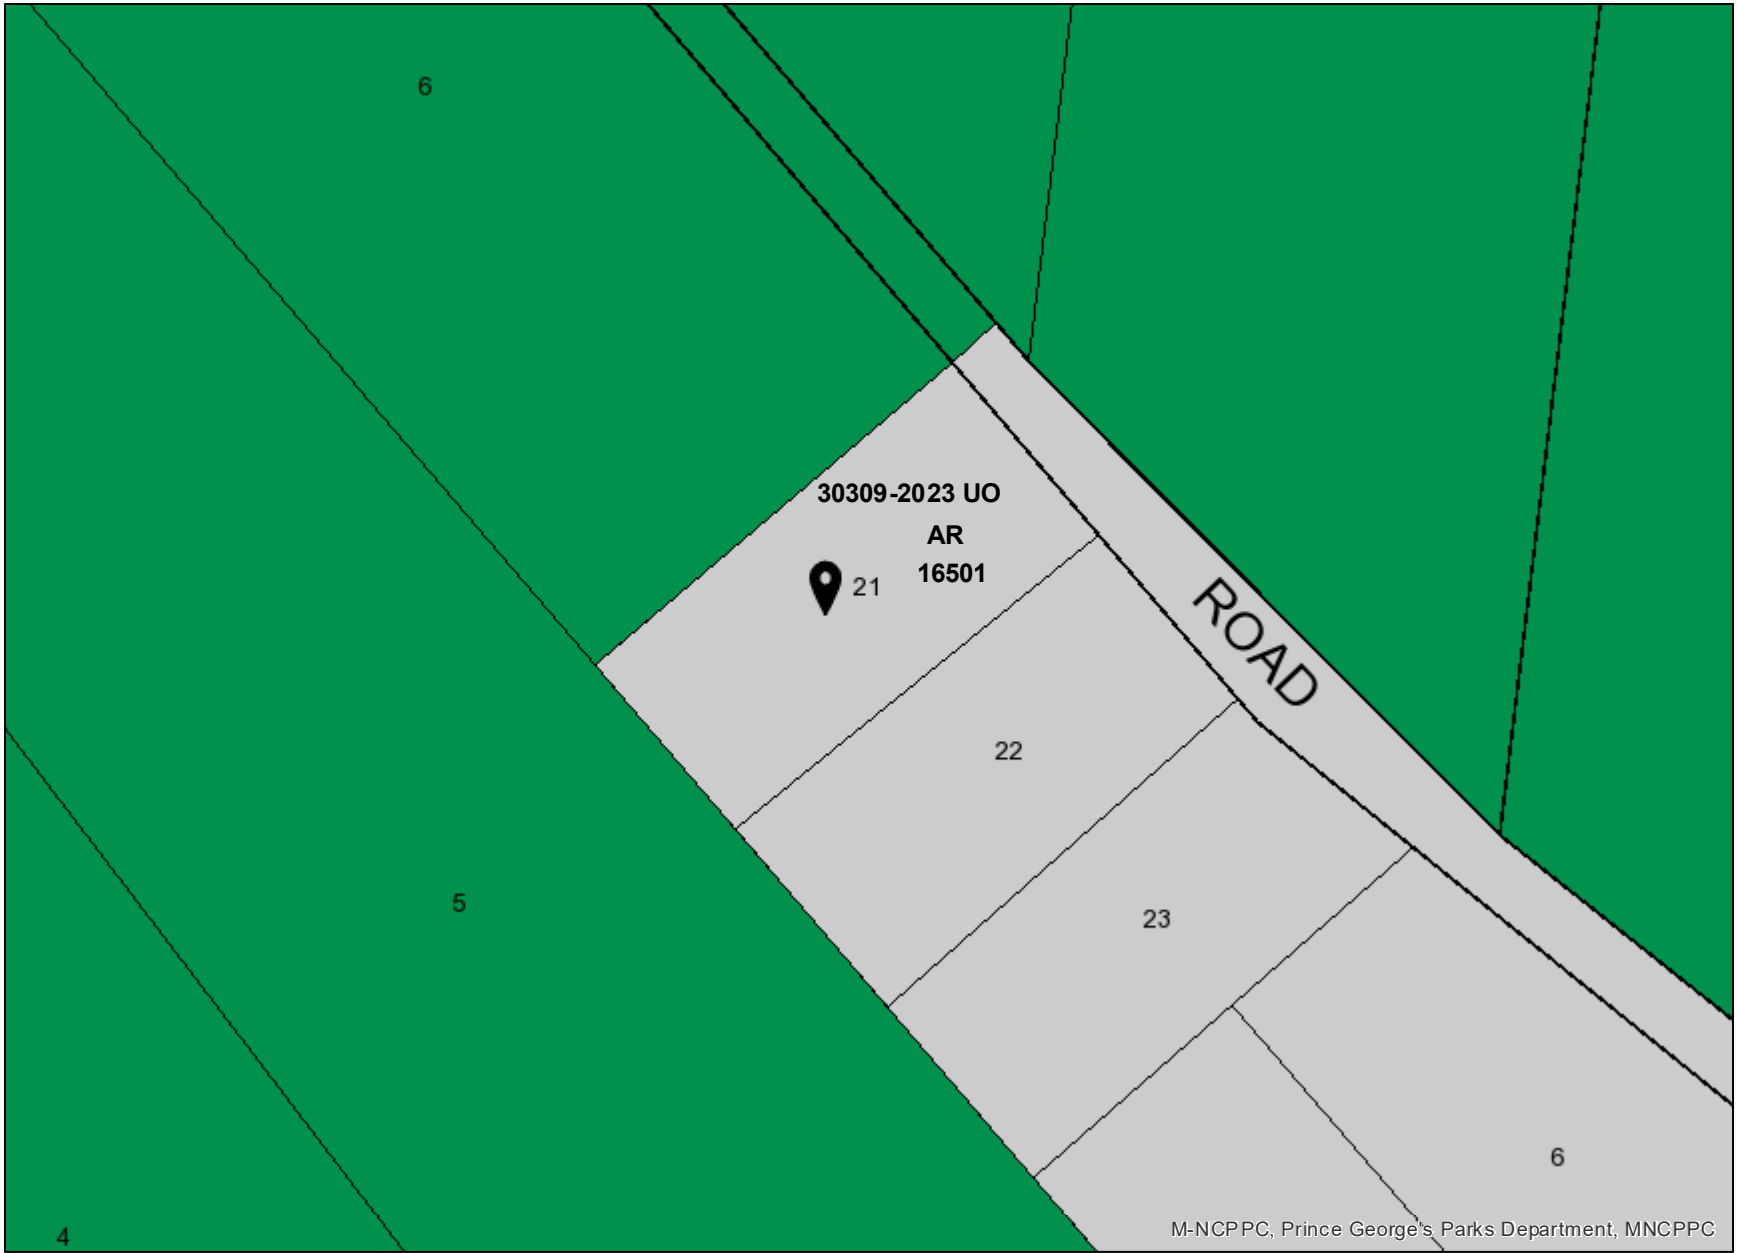 6
30309-2023 UO
AR
16501
21
ROAD
22
5
23
6
4
M-NCPPC, Prince George's Parks Department, MNCPPC